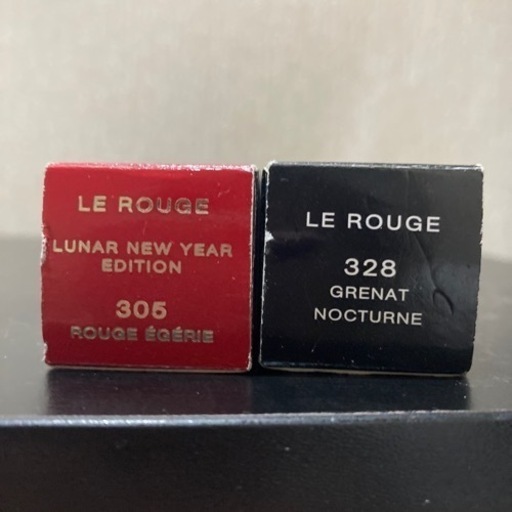 LE ROUGE
LUNAR NEW YEAR
EDITION
305
ROUGE ÉGÉRIE
LE ROUGE
328
GRENAT
NOCTURNE